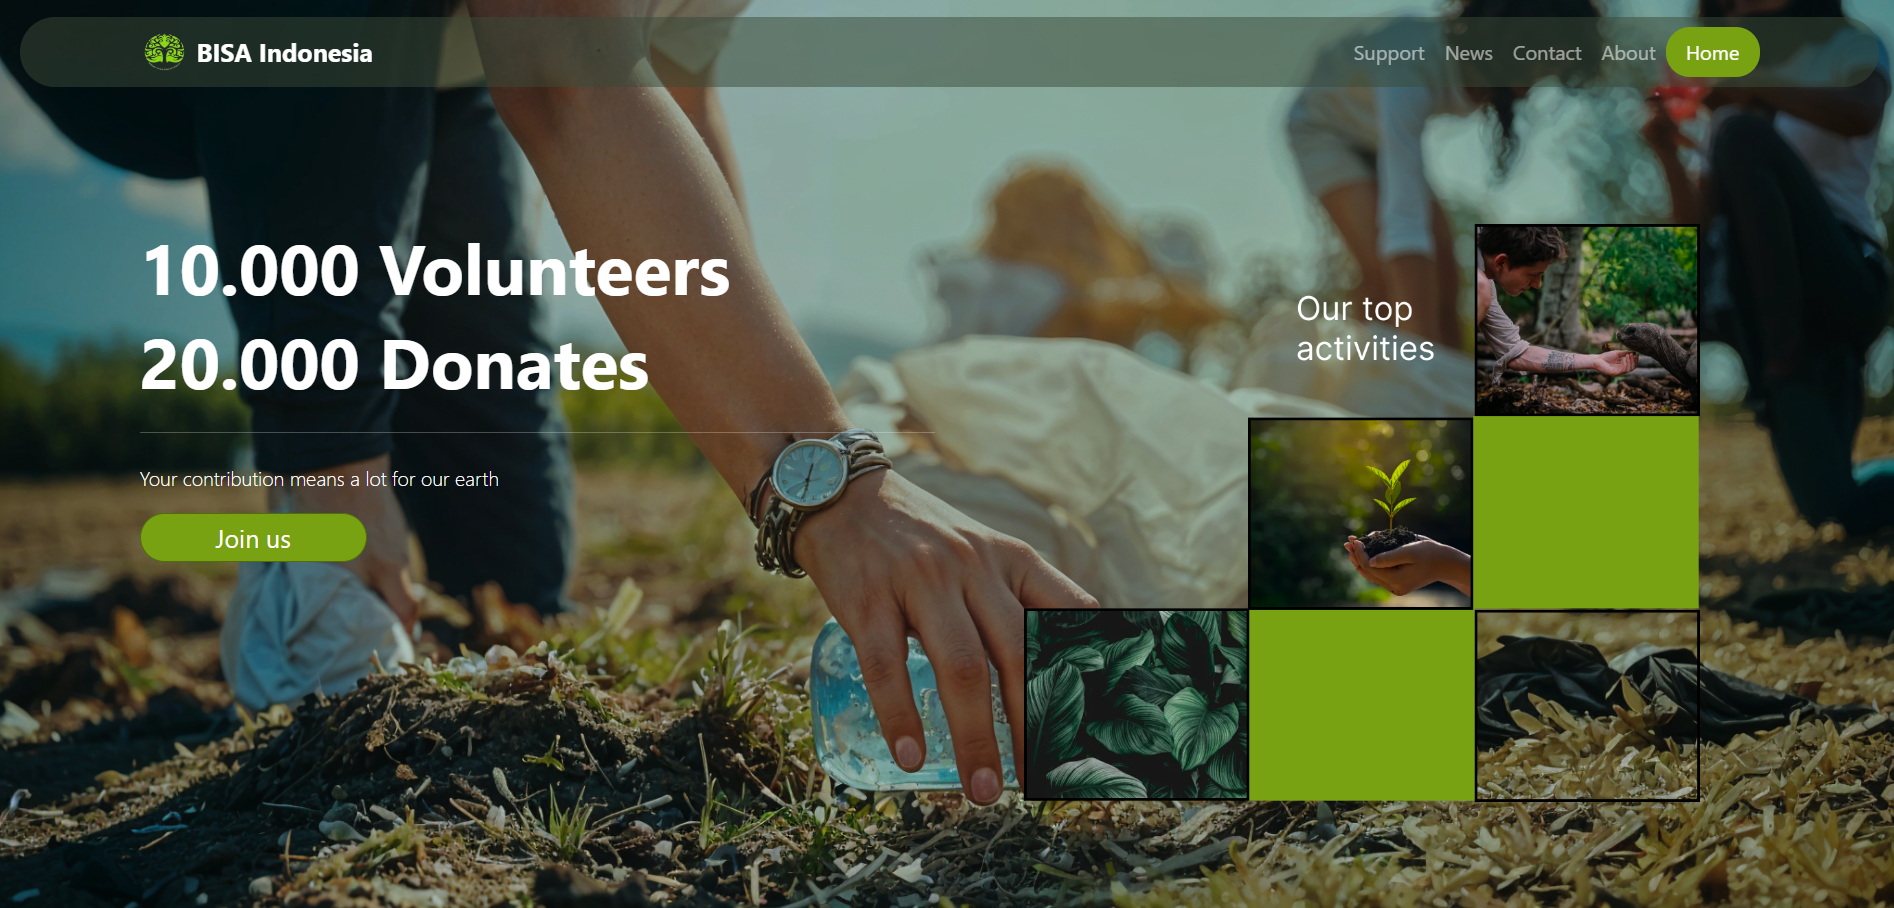 BISA Indonesia
Support News Contact About Home
10.000 Volunteers
20.000 Donates
Your contribution means a lot for our earth
Join us
Our top
activities